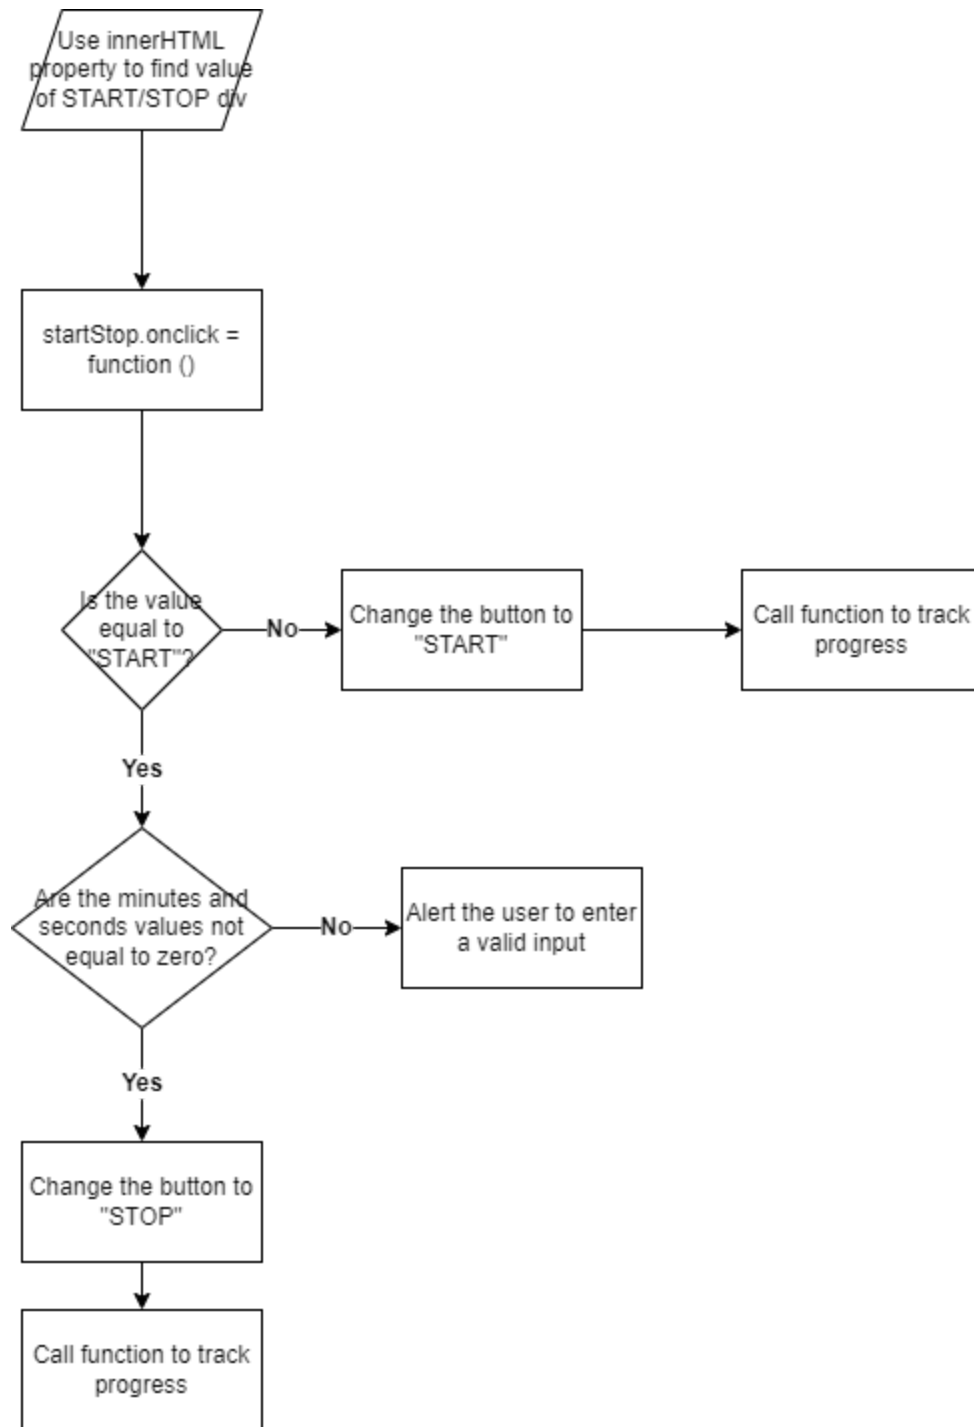 Use innerHTML
property to find value
of START/STOP div
startStop.onclick =
function ()
Is the value
equal to
"START"?
No
Change the button to
"START"
Call function to track
progress
Yes
Are the minutes and
seconds values not
equal to zero?
No
Alert the user to enter
a valid input
Yes
Change the button to
"STOP"
Call function to track
progress